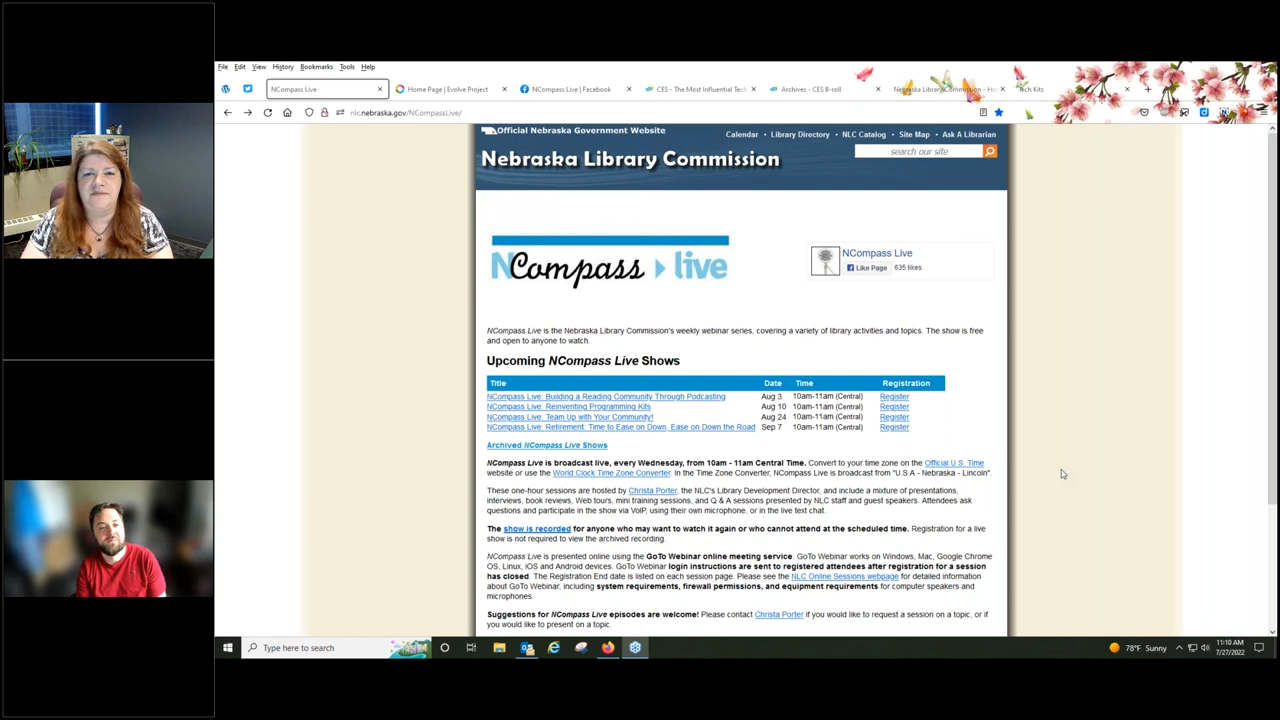 File Edit View History Bookmarks Tools Help
NCompass Live × Home Page | Evolve Project × NCompass Live | Facebook × CES - The Most Influential Tech × Archives - CES B-roll × Nebraska Library Commission - Ho × Tech Kits ×
nlc.nebraska.gov/NCompassLive/
Official Nebraska Government Website
Calendar • Library Directory • NLC Catalog • Site Map • Ask A Librarian
Nebraska Library Commission
search our site
NCompass live
NCompass Live
Like Page 635 likes
NCompass Live is the Nebraska Library Commission's weekly webinar series, covering a variety of library activities and topics. The show is free
and open to anyone to watch.
Upcoming NCompass Live Shows
Title Date Time Registration
NCompass Live: Building a Reading Community Through Podcasting Aug 3 10am-11am (Central) Register
NCompass Live: Reinventing Programming Kits Aug 10 10am-11am (Central) Register
NCompass Live: Team Up with Your Community! Aug 24 10am-11am (Central) Register
NCompass Live: Retirement: Time to Ease on Down, Ease on Down the Road Sep 7 10am-11am (Central) Register
Archived NCompass Live Shows
NCompass Live is broadcast live, every Wednesday, from 10am - 11am Central Time. Convert to your time zone on the Official U.S. Time
website or use the World Clock Time Zone Converter. In the Time Zone Converter, NCompass Live is broadcast from "U.S.A - Nebraska - Lincoln".
These one-hour sessions are hosted by Christa Porter, the NLC's Library Development Director, and include a mixture of presentations,
interviews, book reviews, Web tours, mini training sessions, and Q & A sessions presented by NLC staff and guest speakers. Attendees ask
questions and participate in the show via VoIP, using their own microphone, or in the live text chat.
The show is recorded for anyone who may want to watch it again or who cannot attend at the scheduled time. Registration for a live
show is not required to view the archived recording.
NCompass Live is presented online using the GoTo Webinar online meeting service. GoTo Webinar works on Windows, Mac, Google Chrome
OS, Linux, iOS and Android devices. GoTo Webinar login instructions are sent to registered attendees after registration for a session
has closed. The Registration End date is listed on each session page. Please see the NLC Online Sessions webpage for detailed information
about GoTo Webinar, including system requirements, firewall permissions, and equipment requirements for computer speakers and
microphones.
Suggestions for NCompass Live episodes are welcome! Please contact Christa Porter if you would like to request a session on a topic, or if
you would like to present on a topic.
Type here to search
78°F Sunny
11:10 AM
7/27/2022